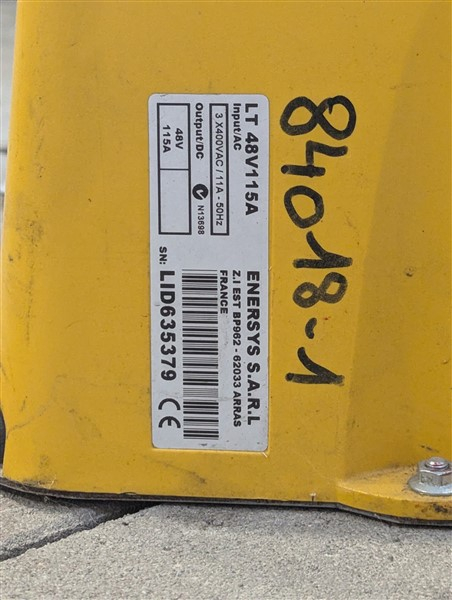 84018-1
LT 48V115A
Input/AC
3 X400VAC / 11A - 50Hz
Output/DC
N13698
48V
115A
ENERSYS S.A.R.L
Z.I EST BP962 - 62033 ARRAS
FRANCE
SN: LID635379
CE